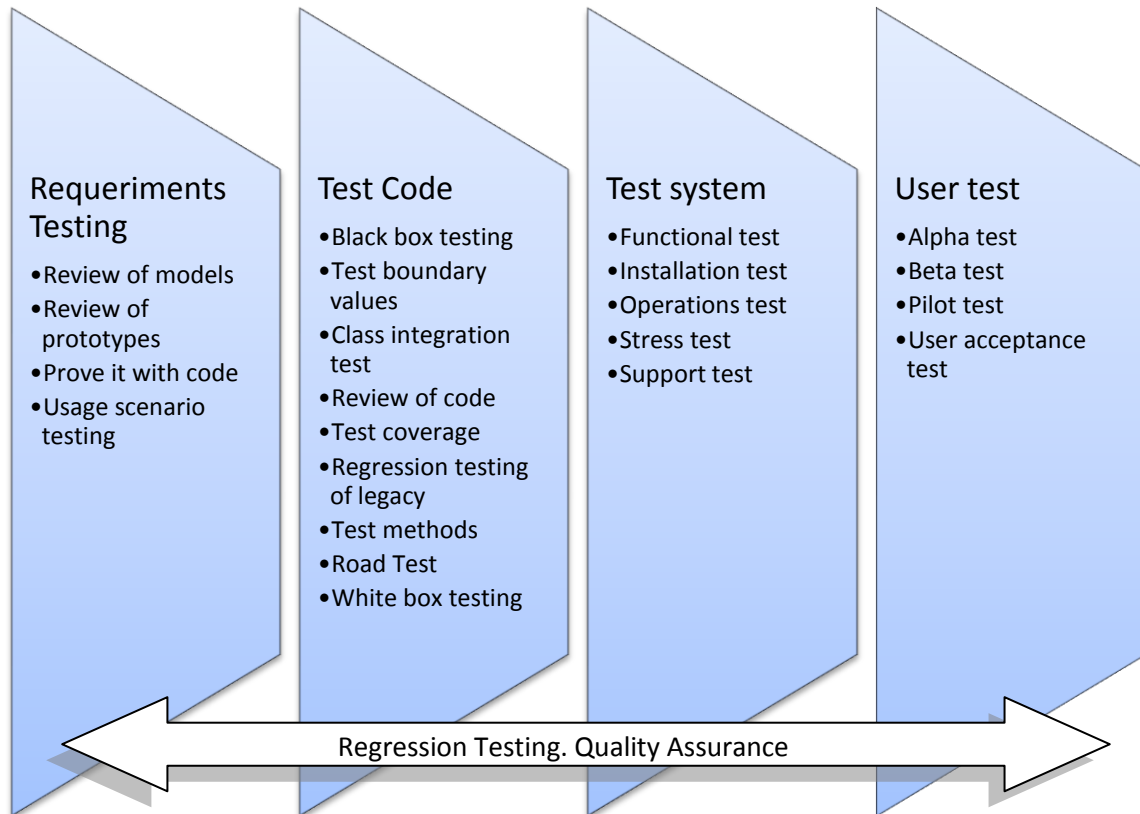 Requeriments
Testing
•Review of models
•Review of
prototypes
•Prove it with code
•Usage scenario
testing
Test Code
•Black box testing
•Test boundary
values
•Class integration
test
•Review of code
•Test coverage
•Regression testing
of legacy
•Test methods
•Road Test
•White box testing
Test system
•Functional test
•Installation test
•Operations test
•Stress test
•Support test
User test
•Alpha test
•Beta test
•Pilot test
•User acceptance
test
Regression Testing. Quality Assurance